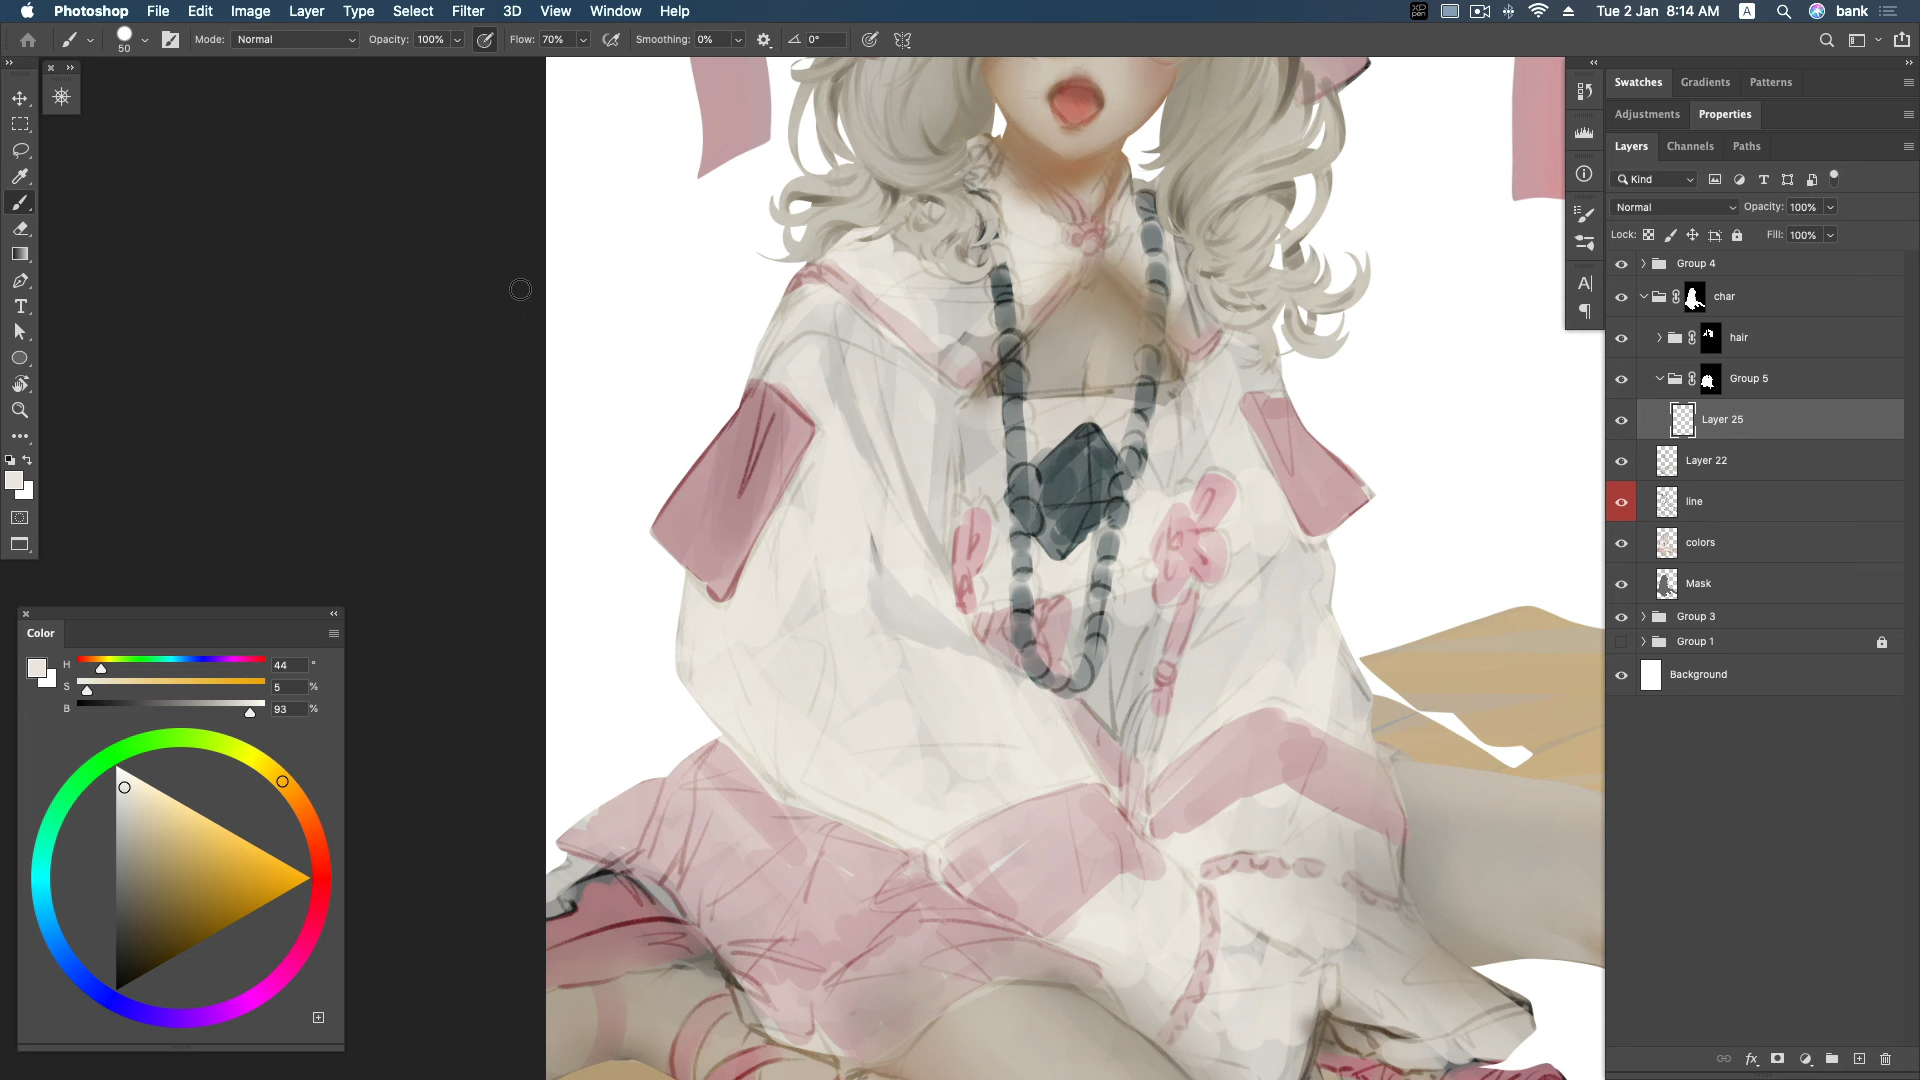 Photoshop File Edit Image Layer Type Select Filter 3D View Window Help
Tue 2 Jan 8:14 AM A bank
50 Mode: Normal Opacity: 100% Flow: 70% Smoothing: 0% 0°
Swatches Gradients Patterns
Adjustments Properties
Layers Channels Paths
Kind
Normal Opacity: 100%
Lock: Fill: 100%
Group 4
char
hair
Group 5
Layer 25
Layer 22
line
colors
Mask
Group 3
Group 1
Background
Color
H 44 °
S 5 %
B 93 %